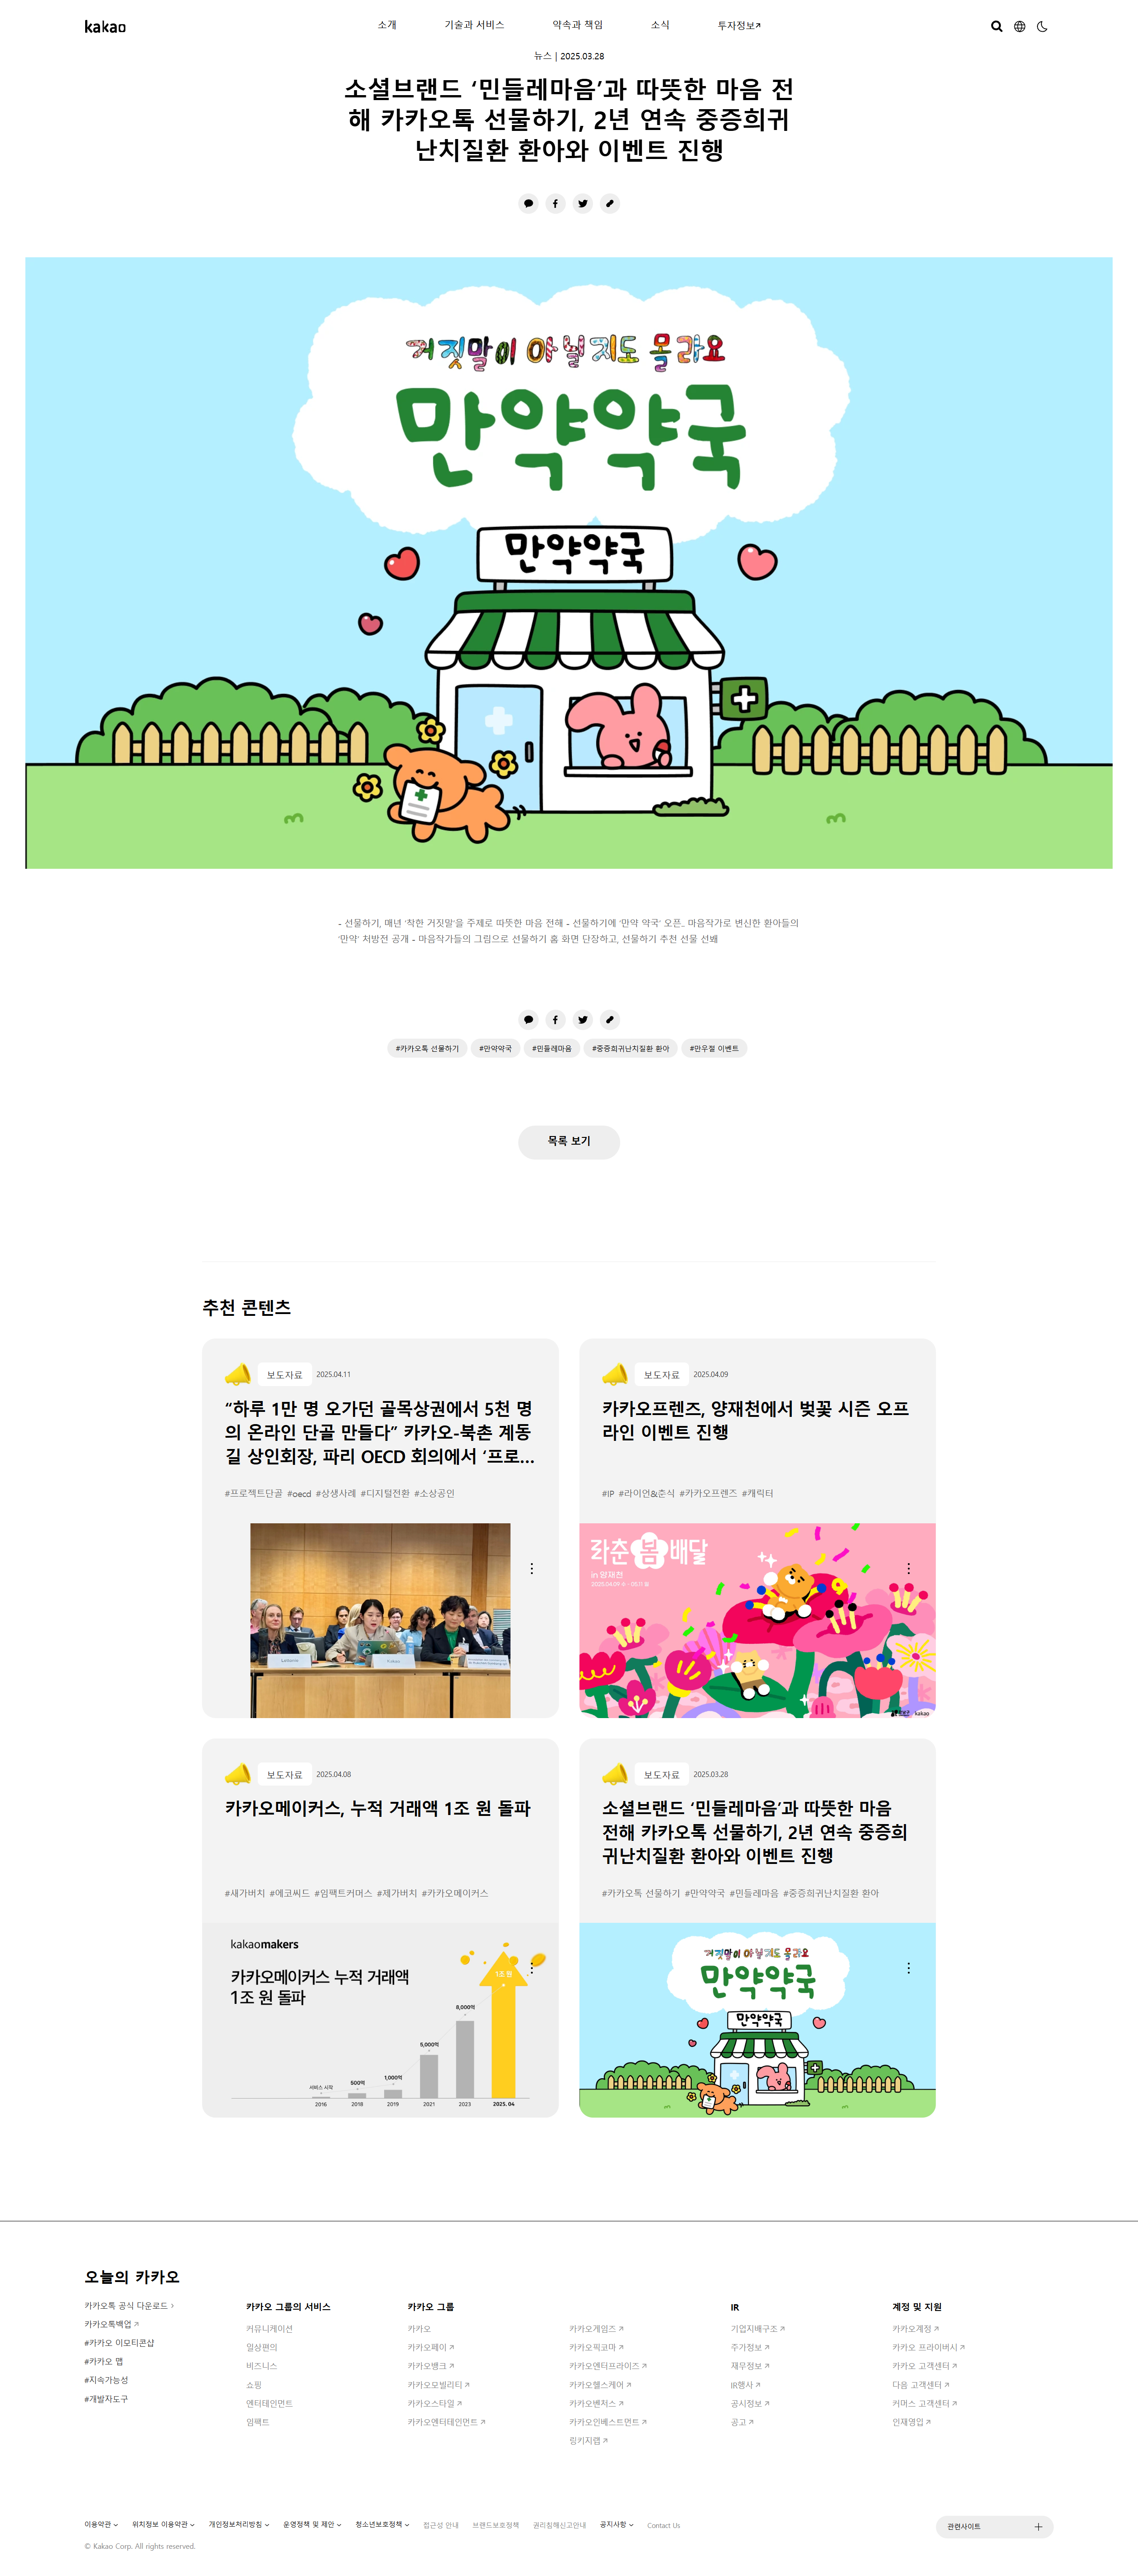 kakao
소개
기술과 서비스
약속과 책임
소식
투자정보
뉴스 | 2025.03.28
소셜브랜드 ‘민들레마음’과 따뜻한 마음 전
해 카카오톡 선물하기, 2년 연속 중증희귀
난치질환 환아와 이벤트 진행
거짓말이 아닐지도 몰라요
만약약국
만약약국
- 선물하기, 매년 ‘착한 거짓말’을 주제로 따뜻한 마음 전해 - 선물하기에 ‘만약 약국’ 오픈.. 마음작가로 변신한 환아들의
‘만약’ 처방전 공개 - 마음작가들의 그림으로 선물하기 홈 화면 단장하고, 선물하기 추천 선물 선봬
#카카오톡 선물하기 #만약약국 #민들레마음 #중증희귀난치질환 환아 #만우절 이벤트
목록 보기
추천 콘텐츠
보도자료 2025.04.11
“하루 1만 명 오가던 골목상권에서 5천 명
의 온라인 단골 만들다” 카카오-북촌 계동
길 상인회장, 파리 OECD 회의에서 ‘프로...
#프로젝트단골 #oecd #상생사례 #디지털전환 #소상공인
Kakao
보도자료 2025.04.09
카카오프렌즈, 양재천에서 벚꽃 시즌 오프
라인 이벤트 진행
#IP #라이언&춘식 #카카오프렌즈 #캐릭터
라춘봄배달
in 양재천
kakao
보도자료 2025.04.08
카카오메이커스, 누적 거래액 1조 원 돌파
#새가버치 #에코씨드 #임팩트커머스 #제가버치 #카카오메이커스
kakaomakers
카카오메이커스 누적 거래액
1조 원 돌파
1조 원
8,000억
5,000억
1,000억
500억
서비스 시작
2016 2018 2019 2021 2023 2025. 04
보도자료 2025.03.28
소셜브랜드 ‘민들레마음’과 따뜻한 마음
전해 카카오톡 선물하기, 2년 연속 중증희
귀난치질환 환아와 이벤트 진행
#카카오톡 선물하기 #만약약국 #민들레마음 #중증희귀난치질환 환아
거짓말이 아닐지도 몰라요
만약약국
만약약국
오늘의 카카오
카카오톡 공식 다운로드
카카오톡백업
#카카오 이모티콘샵
#카카오 맵
#지속가능성
#개발자도구
카카오 그룹의 서비스
커뮤니케이션
일상편의
비즈니스
쇼핑
엔터테인먼트
임팩트
카카오 그룹
카카오
카카오페이
카카오뱅크
카카오모빌리티
카카오스타일
카카오엔터테인먼트
카카오게임즈
카카오픽코마
카카오엔터프라이즈
카카오헬스케어
카카오벤처스
카카오인베스트먼트
링키지랩
IR
기업지배구조
주가정보
재무정보
IR행사
공시정보
공고
계정 및 지원
카카오계정
카카오 프라이버시
카카오 고객센터
다음 고객센터
커머스 고객센터
인재영입
이용약관 위치정보 이용약관 개인정보처리방침 운영정책 및 제안 청소년보호정책 접근성 안내 브랜드보호정책 권리침해신고안내 공지사항 Contact Us
관련사이트
© Kakao Corp. All rights reserved.